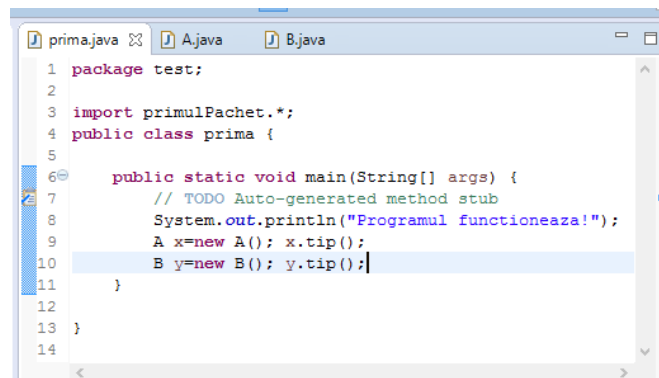 prima.java A.java B.java
1 package test;
2
3 import primulPachet.*;
4 public class prima {
5
6 public static void main(String[] args) {
7 // TODO Auto-generated method stub
8 System.out.println("Programul functioneaza!");
9 A x=new A(); x.tip();
10 B y=new B(); y.tip();
11 }
12
13 }
14